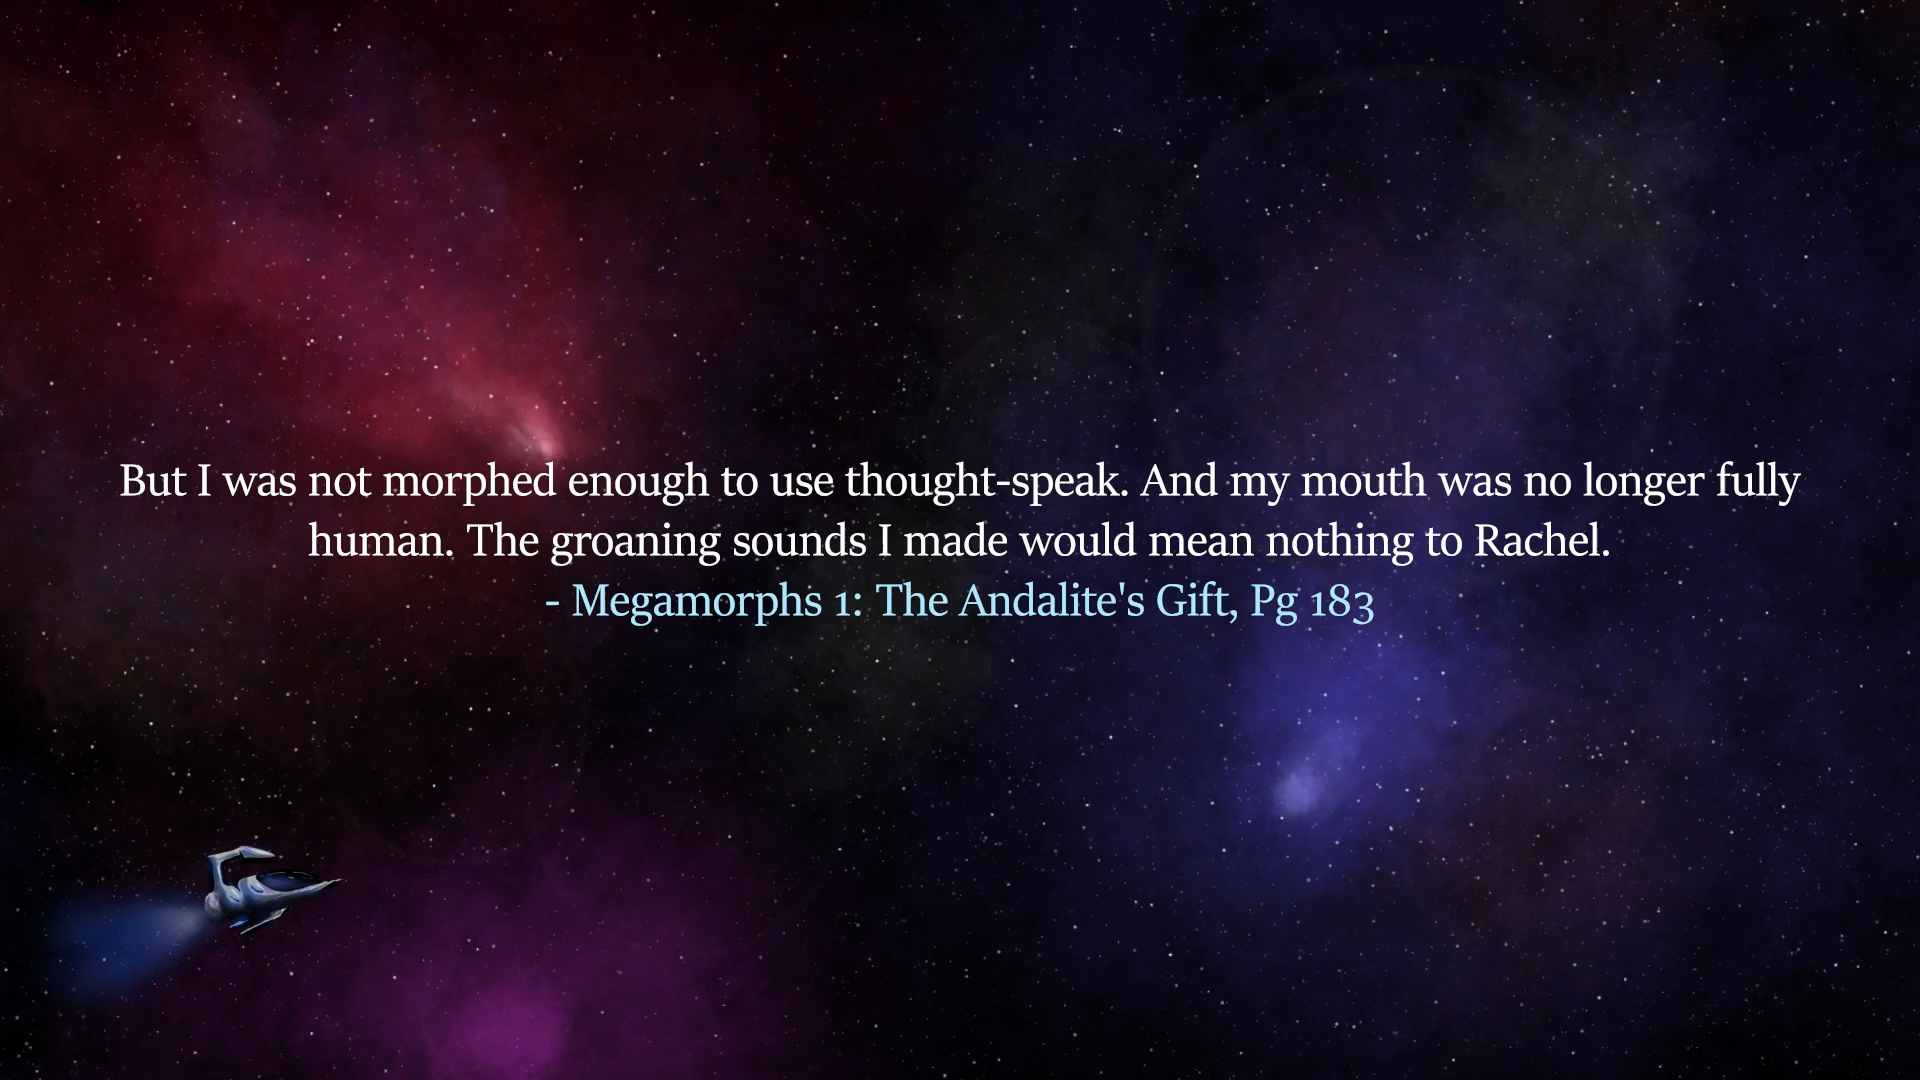 But I was not morphed enough to use thought-speak. And my mouth was no longer fully
human. The groaning sounds I made would mean nothing to Rachel.
- Megamorphs 1: The Andalite's Gift, Pg 183